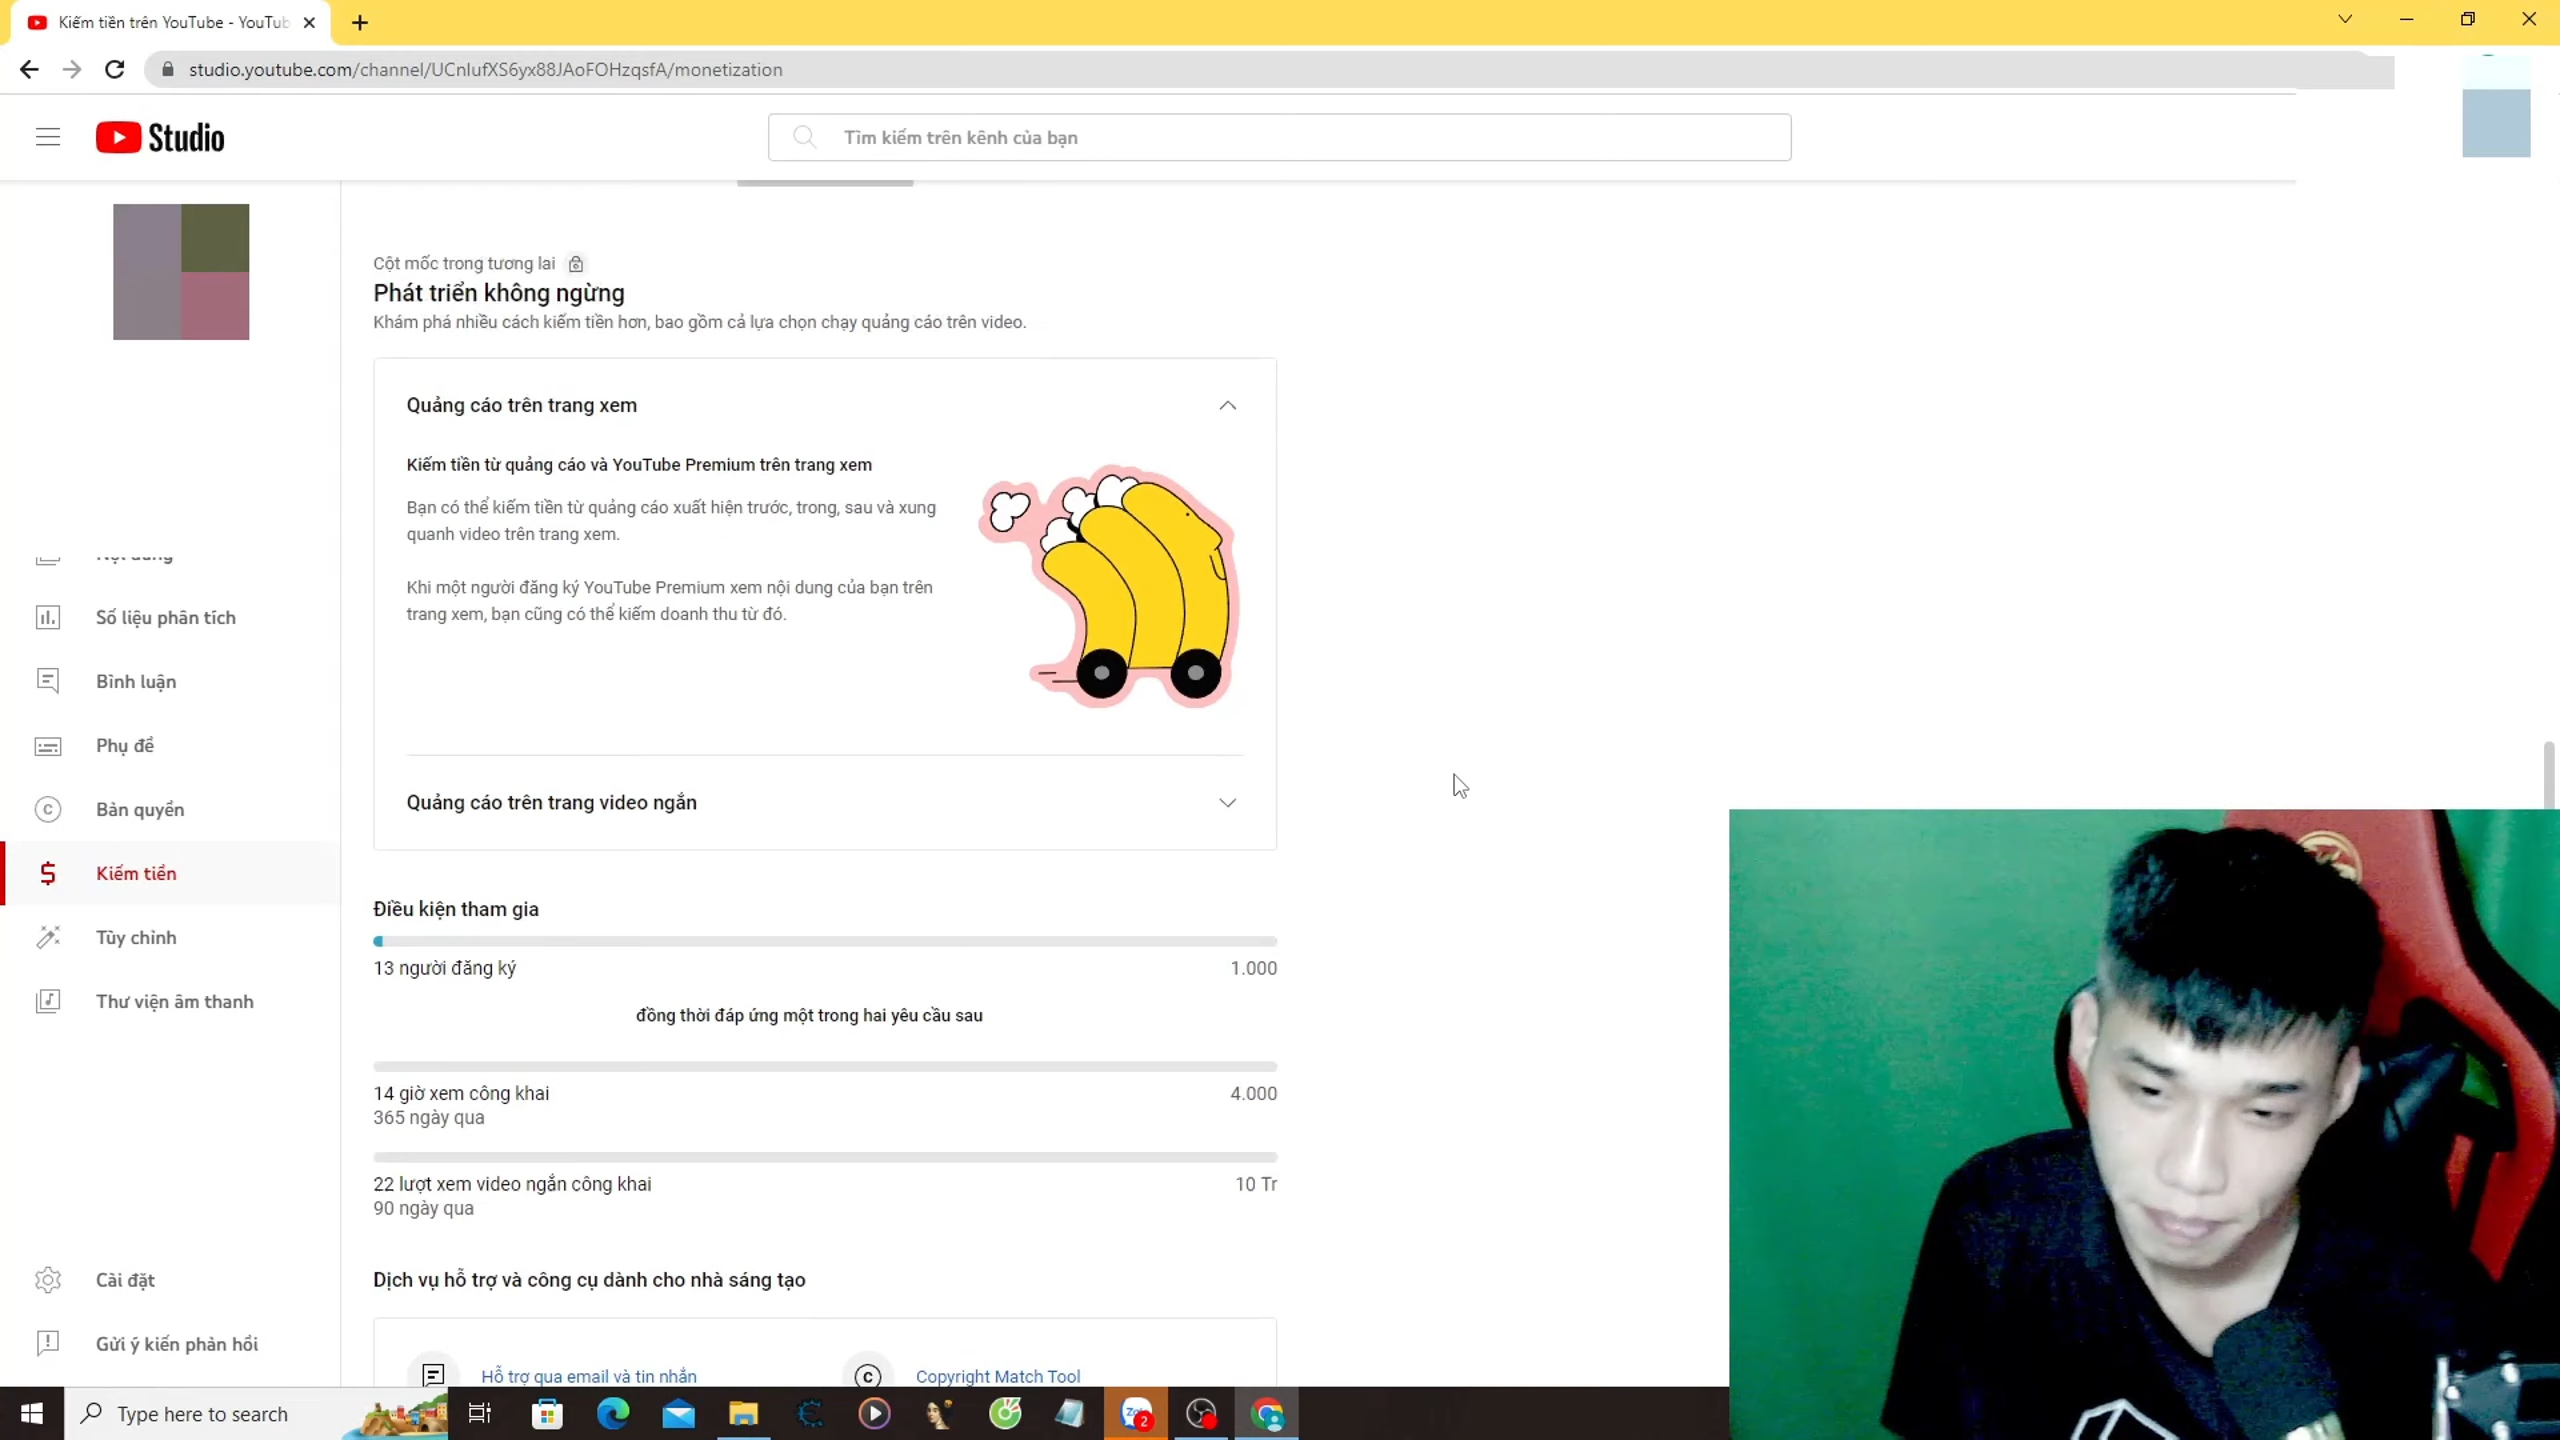 Kiếm tiền trên YouTube - YouTub
studio.youtube.com/channel/UCnlufXS6yx88JAoFOHzqsfA/monetization
Studio
Tìm kiếm trên kênh của bạn
Cột mốc trong tương lai
Phát triển không ngừng
Khám phá nhiều cách kiếm tiền hơn, bao gồm cả lựa chọn chạy quảng cáo trên video.
Quảng cáo trên trang xem
Kiếm tiền từ quảng cáo và YouTube Premium trên trang xem
Bạn có thể kiếm tiền từ quảng cáo xuất hiện trước, trong, sau và xung
quanh video trên trang xem.
Khi một người đăng ký YouTube Premium xem nội dung của bạn trên
trang xem, bạn cũng có thể kiếm doanh thu từ đó.
Quảng cáo trên trang video ngắn
Điều kiện tham gia
13 người đăng ký
1.000
đồng thời đáp ứng một trong hai yêu cầu sau
14 giờ xem công khai
4.000
365 ngày qua
22 lượt xem video ngắn công khai
10 Tr
90 ngày qua
Dịch vụ hỗ trợ và công cụ dành cho nhà sáng tạo
Hỗ trợ qua email và tin nhắn
Copyright Match Tool
Nội dung
Số liệu phân tích
Bình luận
Phụ đề
Bản quyền
Kiếm tiền
Tùy chỉnh
Thư viện âm thanh
Cài đặt
Gửi ý kiến phản hồi
Type here to search
Zalo
2